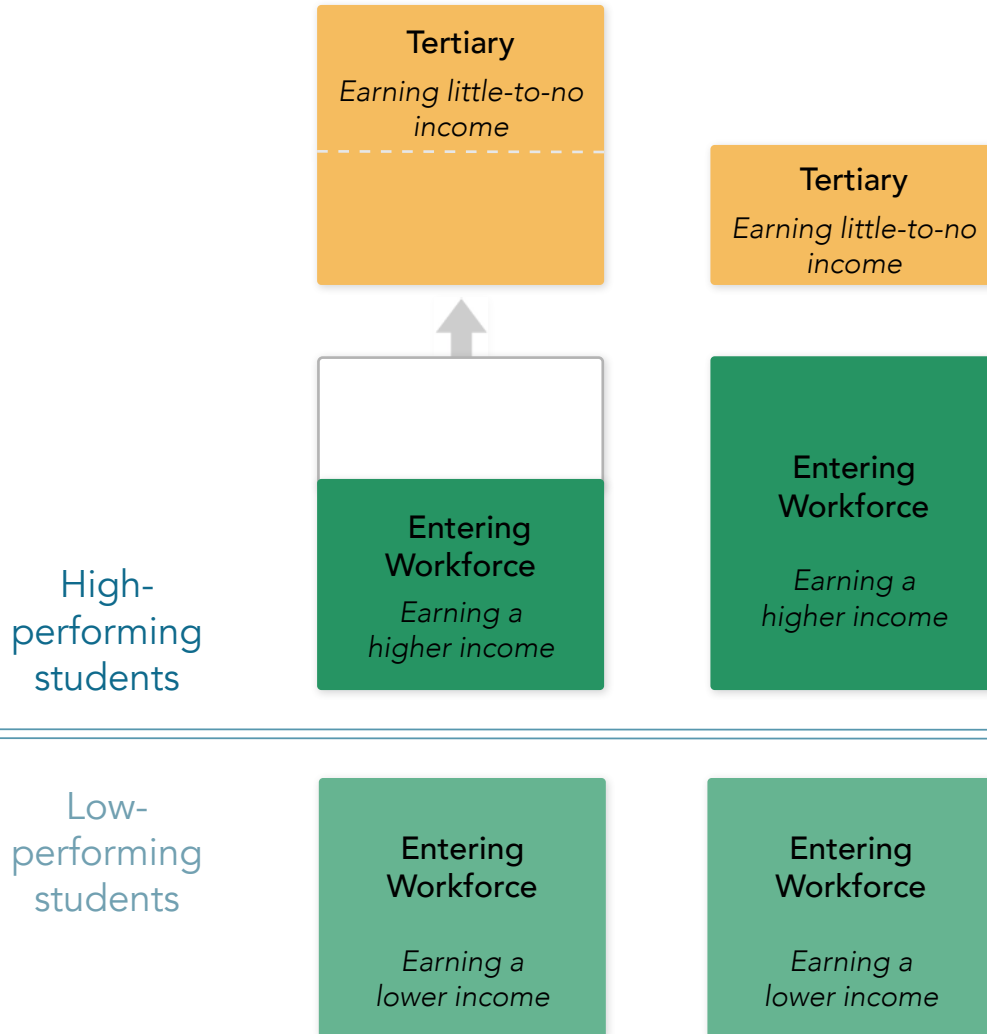 Tertiary
Earning little-to-no
income
Tertiary
Earning little-to-no
income
High-
performing
students
Entering
Workforce
Earning a
higher income
Entering
Workforce
Earning a
higher income
Low-
performing
students
Entering
Workforce
Earning a
lower income
Entering
Workforce
Earning a
lower income